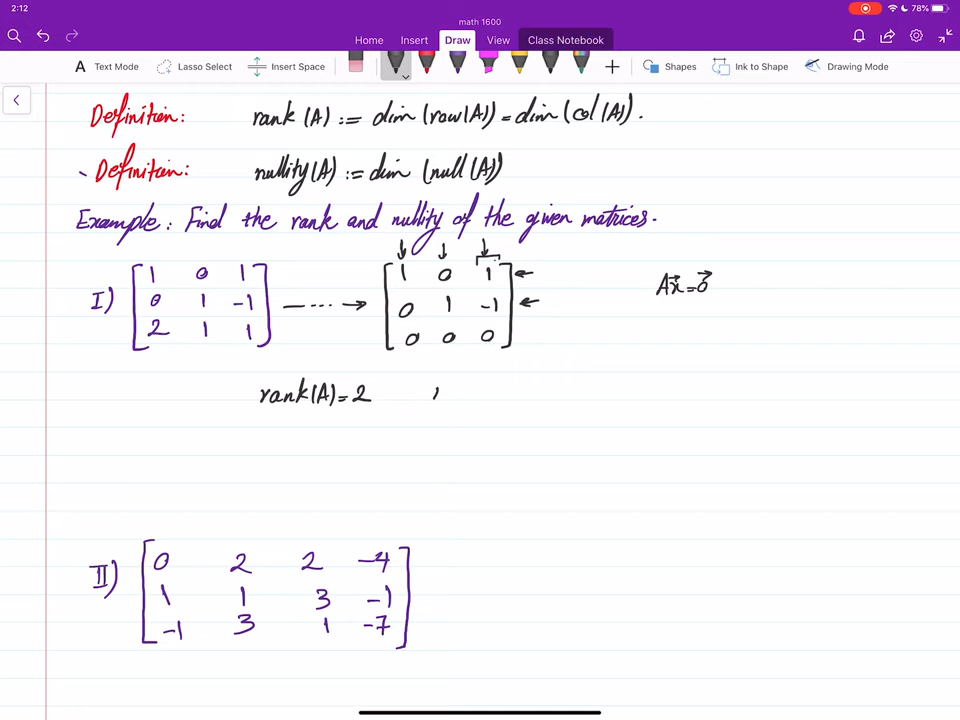 2:12
78%
math 1600
Home Insert Draw View Class Notebook
Text Mode Lasso Select Insert Space Shapes Ink to Shape Drawing Mode
Definition: rank (A) := dim (row(A)) = dim (col(A)).
Definition: nullity(A) := dim (null(A))
Example: Find the rank and nullity of the given matrices.
I) [1 0 1 ---...--> [1 0 1 Ax⃗=0⃗
0 1 -1 0 1 -1
2 1 1] 0 0 0]
rank(A)=2
II) [0 2 2 -4
1 1 3 -1
-1 3 1 -7]